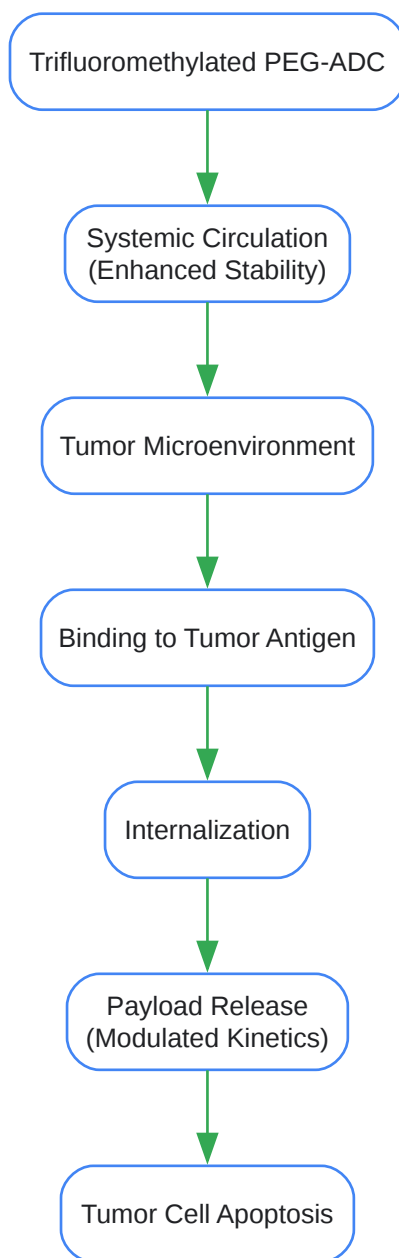 Trifluoromethylated PEG-ADC
Systemic Circulation
(Enhanced Stability)
Tumor Microenvironment
Binding to Tumor Antigen
Internalization
Payload Release
(Modulated Kinetics)
Tumor Cell Apoptosis